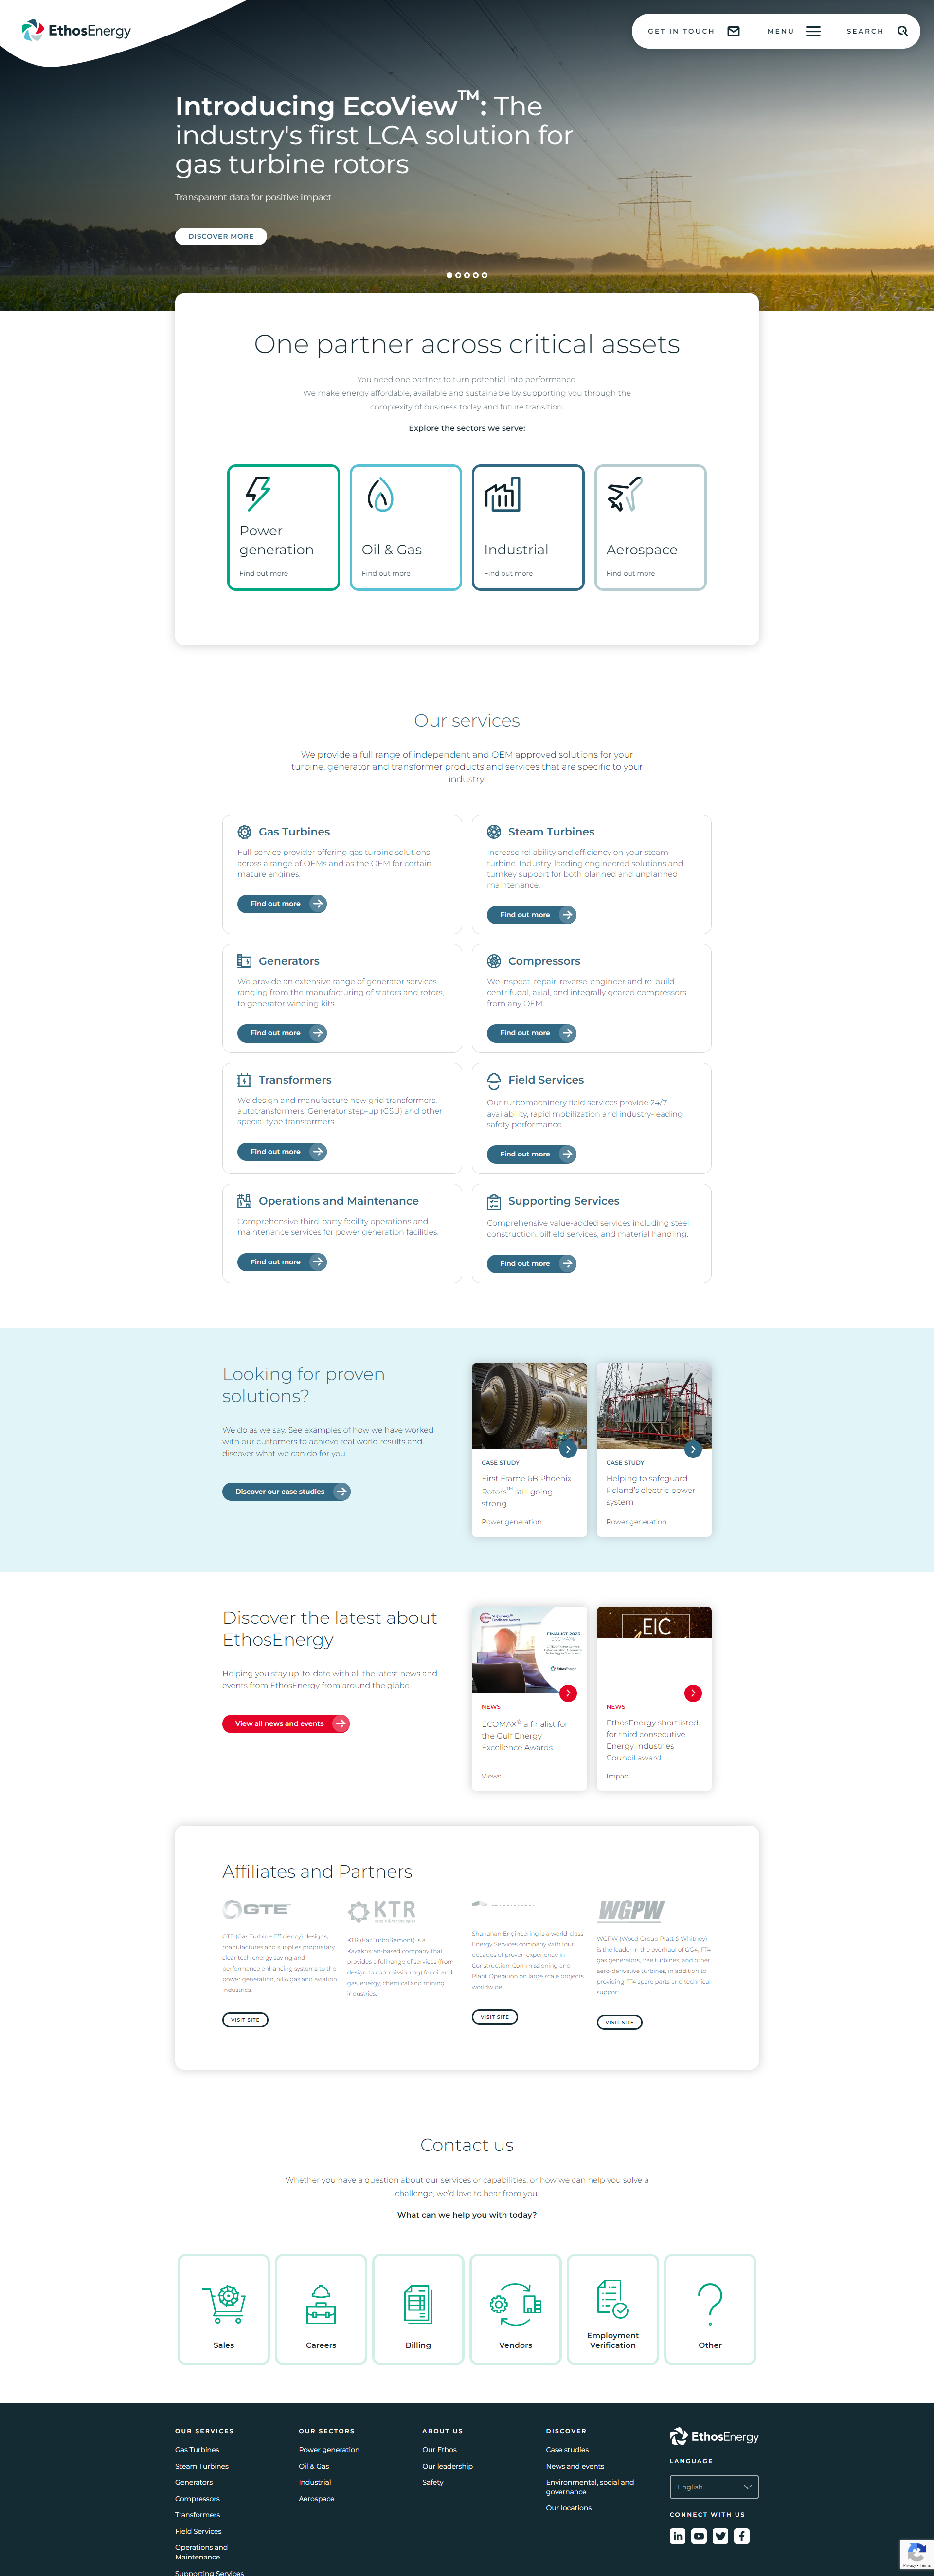 EthosEnergy
GET IN TOUCH
MENU
SEARCH
Introducing EcoView™: The
industry's first LCA solution for
gas turbine rotors
Transparent data for positive impact
DISCOVER MORE
One partner across critical assets
You need one partner to turn potential into performance.
We make energy affordable, available and sustainable by supporting you through the
complexity of business today and future transition.
Explore the sectors we serve:
Power
generation
Find out more
Oil & Gas
Find out more
Industrial
Find out more
Aerospace
Find out more
Our services
We provide a full range of independent and OEM approved solutions for your
turbine, generator and transformer products and services that are specific to your
industry.
Gas Turbines
Full-service provider offering gas turbine solutions
across a range of OEMs and as the OEM for certain
mature engines.
Find out more
Steam Turbines
Increase reliability and efficiency on your steam
turbine. Industry-leading engineered solutions and
turnkey support for both planned and unplanned
maintenance.
Find out more
Generators
We provide an extensive range of generator services
ranging from the manufacturing of stators and rotors,
to generator winding kits.
Find out more
Compressors
We inspect, repair, reverse-engineer and re-build
centrifugal, axial, and integrally geared compressors
from any OEM.
Find out more
Transformers
We design and manufacture new grid transformers,
autotransformers, Generator step-up (GSU) and other
special type transformers.
Find out more
Field Services
Our turbomachinery field services provide 24/7
availability, rapid mobilization and industry-leading
safety performance.
Find out more
Operations and Maintenance
Comprehensive third-party facility operations and
maintenance services for power generation facilities.
Find out more
Supporting Services
Comprehensive value-added services including steel
construction, oilfield services, and material handling.
Find out more
Looking for proven
solutions?
We do as we say. See examples of how we have worked
with our customers to achieve real world results and
discover what we can do for you.
Discover our case studies
CASE STUDY
First Frame 6B Phoenix
Rotors™ still going
strong
Power generation
CASE STUDY
Helping to safeguard
Poland's electric power
system
Power generation
Discover the latest about
EthosEnergy
Helping you stay up-to-date with all the latest news and
events from EthosEnergy from around the globe.
View all news and events
Gulf Energy
Excellence Awards
FINALIST 2023
ECOMAX®
EthosEnergy
NEWS
ECOMAX® a finalist for
the Gulf Energy
Excellence Awards
Views
EIC
NEWS
EthosEnergy shortlisted
for third consecutive
Energy Industries
Council award
Impact
Affiliates and Partners
GTE
GTE (Gas Turbine Efficiency) designs,
manufactures and supplies proprietary
cleantech energy saving and
performance enhancing systems to the
power generation, oil & gas and aviation
industries.
VISIT SITE
KTR
KTR (KazTurboRemont) is a
Kazakhstan-based company that
provides a full range of services (from
design to commissioning) for oil and
gas, energy, chemical and mining
industries.
Shanahan Engineering is a world-class
Energy Services company with four
decades of proven experience in
Construction, Commissioning and
Plant Operation on large scale projects
worldwide.
VISIT SITE
WGPW
WGPW (Wood Group Pratt & Whitney)
is the leader in the overhaul of GG4, FT4
gas generators, free turbines, and other
aero-derivative turbines, in addition to
providing FT4 spare parts and technical
support.
VISIT SITE
Contact us
Whether you have a question about our services or capabilities, or how we can help you solve a
challenge, we'd love to hear from you.
What can we help you with today?
Sales
Careers
Billing
Vendors
Employment
Verification
Other
OUR SERVICES
Gas Turbines
Steam Turbines
Generators
Compressors
Transformers
Field Services
Operations and
Maintenance
Supporting Services
OUR SECTORS
Power generation
Oil & Gas
Industrial
Aerospace
ABOUT US
Our Ethos
Our leadership
Safety
DISCOVER
Case studies
News and events
Environmental, social and
governance
Our locations
EthosEnergy
LANGUAGE
English
CONNECT WITH US
Privacy - Terms